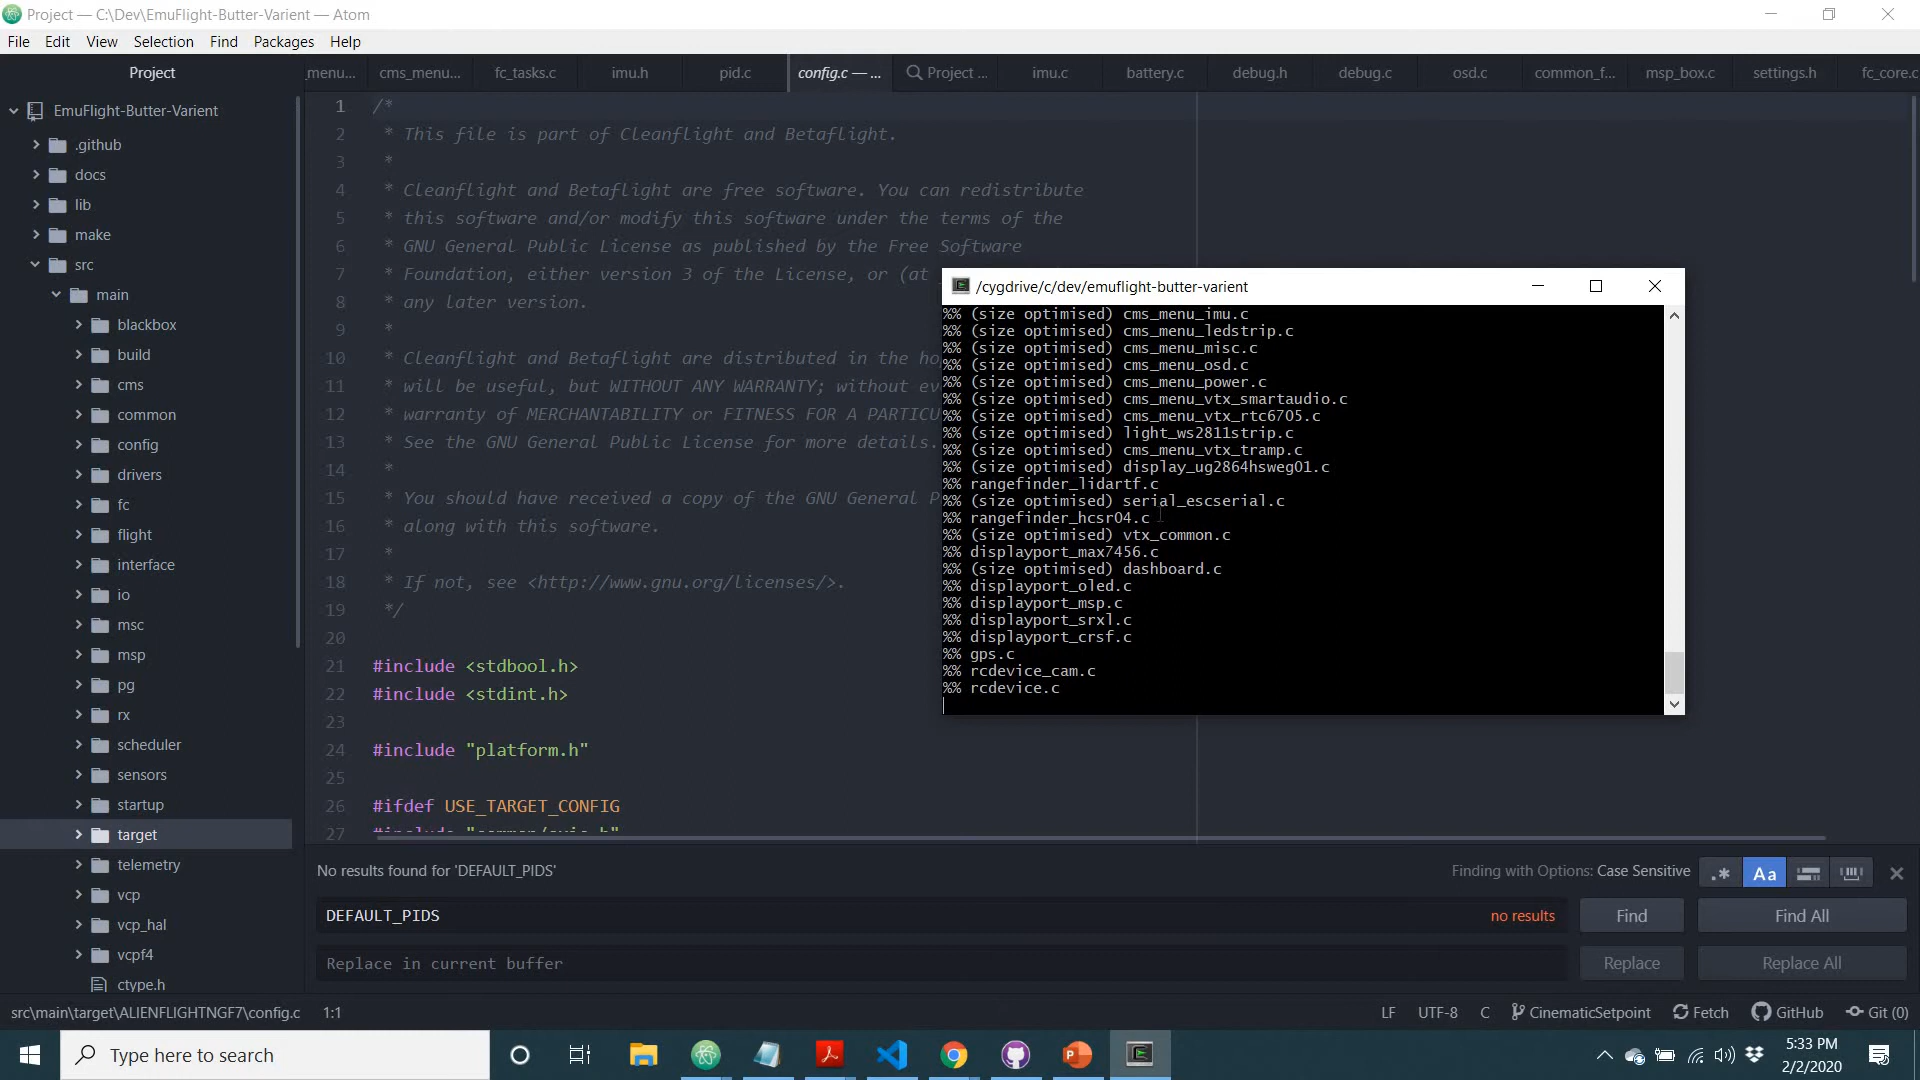 Project — C:\Dev\EmuFlight-Butter-Varient — Atom
File Edit View Selection Find Packages Help
Project
EmuFlight-Butter-Varient
.github
docs
lib
make
src
main
blackbox
build
cms
common
config
drivers
fc
flight
interface
io
msc
msp
pg
rx
scheduler
sensors
startup
target
telemetry
vcp
vcp_hal
vcpf4
ctype.h
_menu... cms_menu... fc_tasks.c imu.h pid.c config.c — ... Project ... imu.c battery.c debug.h debug.c osd.c common_f... msp_box.c settings.h fc_core.c
1 /*
2 * This file is part of Cleanflight and Betaflight.
3 *
4 * Cleanflight and Betaflight are free software. You can redistribute
5 * this software and/or modify this software under the terms of the
6 * GNU General Public License as published by the Free Software
7 * Foundation, either version 3 of the License, or (at
8 * any later version.
9 *
10 * Cleanflight and Betaflight are distributed in the ho
11 * will be useful, but WITHOUT ANY WARRANTY; without ev
12 * warranty of MERCHANTABILITY or FITNESS FOR A PARTICU
13 * See the GNU General Public License for more details.
14 *
15 * You should have received a copy of the GNU General P
16 * along with this software.
17 *
18 * If not, see <http://www.gnu.org/licenses/>.
19 */
20
21 #include <stdbool.h>
22 #include <stdint.h>
23
24 #include "platform.h"
25
26 #ifdef USE_TARGET_CONFIG
27 #include "common/axis.h"
/cygdrive/c/dev/emuflight-butter-varient
%% (size optimised) cms_menu_imu.c
%% (size optimised) cms_menu_ledstrip.c
%% (size optimised) cms_menu_misc.c
%% (size optimised) cms_menu_osd.c
%% (size optimised) cms_menu_power.c
%% (size optimised) cms_menu_vtx_smartaudio.c
%% (size optimised) cms_menu_vtx_rtc6705.c
%% (size optimised) light_ws2811strip.c
%% (size optimised) cms_menu_vtx_tramp.c
%% (size optimised) display_ug2864hsweg01.c
%% rangefinder_lidartf.c
%% (size optimised) serial_escserial.c
%% rangefinder_hcsr04.c
%% (size optimised) vtx_common.c
%% displayport_max7456.c
%% (size optimised) dashboard.c
%% displayport_oled.c
%% displayport_msp.c
%% displayport_srxl.c
%% displayport_crsf.c
%% gps.c
%% rcdevice_cam.c
%% rcdevice.c
No results found for 'DEFAULT_PIDS' Finding with Options: Case Sensitive .* Aa
DEFAULT_PIDS no results Find Find All
Replace in current buffer Replace Replace All
src\main\target\ALIENFLIGHTNGF7\config.c 1:1 LF UTF-8 C CinematicSetpoint Fetch GitHub Git (0)
Type here to search
5:33 PM
2/2/2020